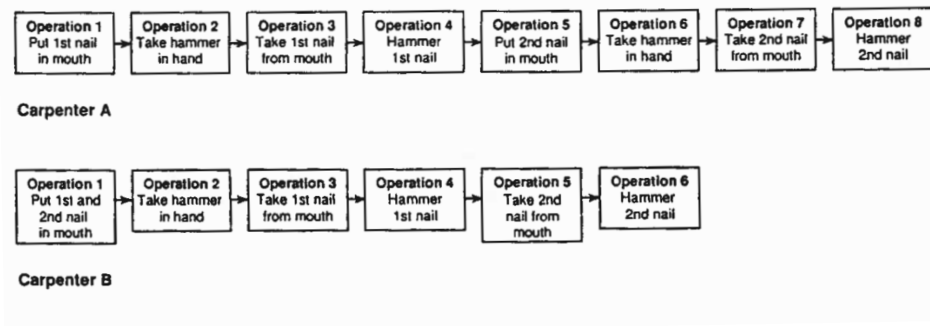 Operation 1
Put 1st nail
in mouth
Operation 2
Take hammer
in hand
Operation 3
Take 1st nail
from mouth
Operation 4
Hammer
1st nail
Operation 5
Put 2nd nail
in mouth
Operation 6
Take hammer
in hand
Operation 7
Take 2nd nail
from mouth
Operation 8
Hammer
2nd nail
Carpenter A
Operation 1
Put 1st and
2nd nail
in mouth
Operation 2
Take hammer
in hand
Operation 3
Take 1st nail
from mouth
Operation 4
Hammer
1st nail
Operation 5
Take 2nd
nail from
mouth
Operation 6
Hammer
2nd nail
Carpenter B